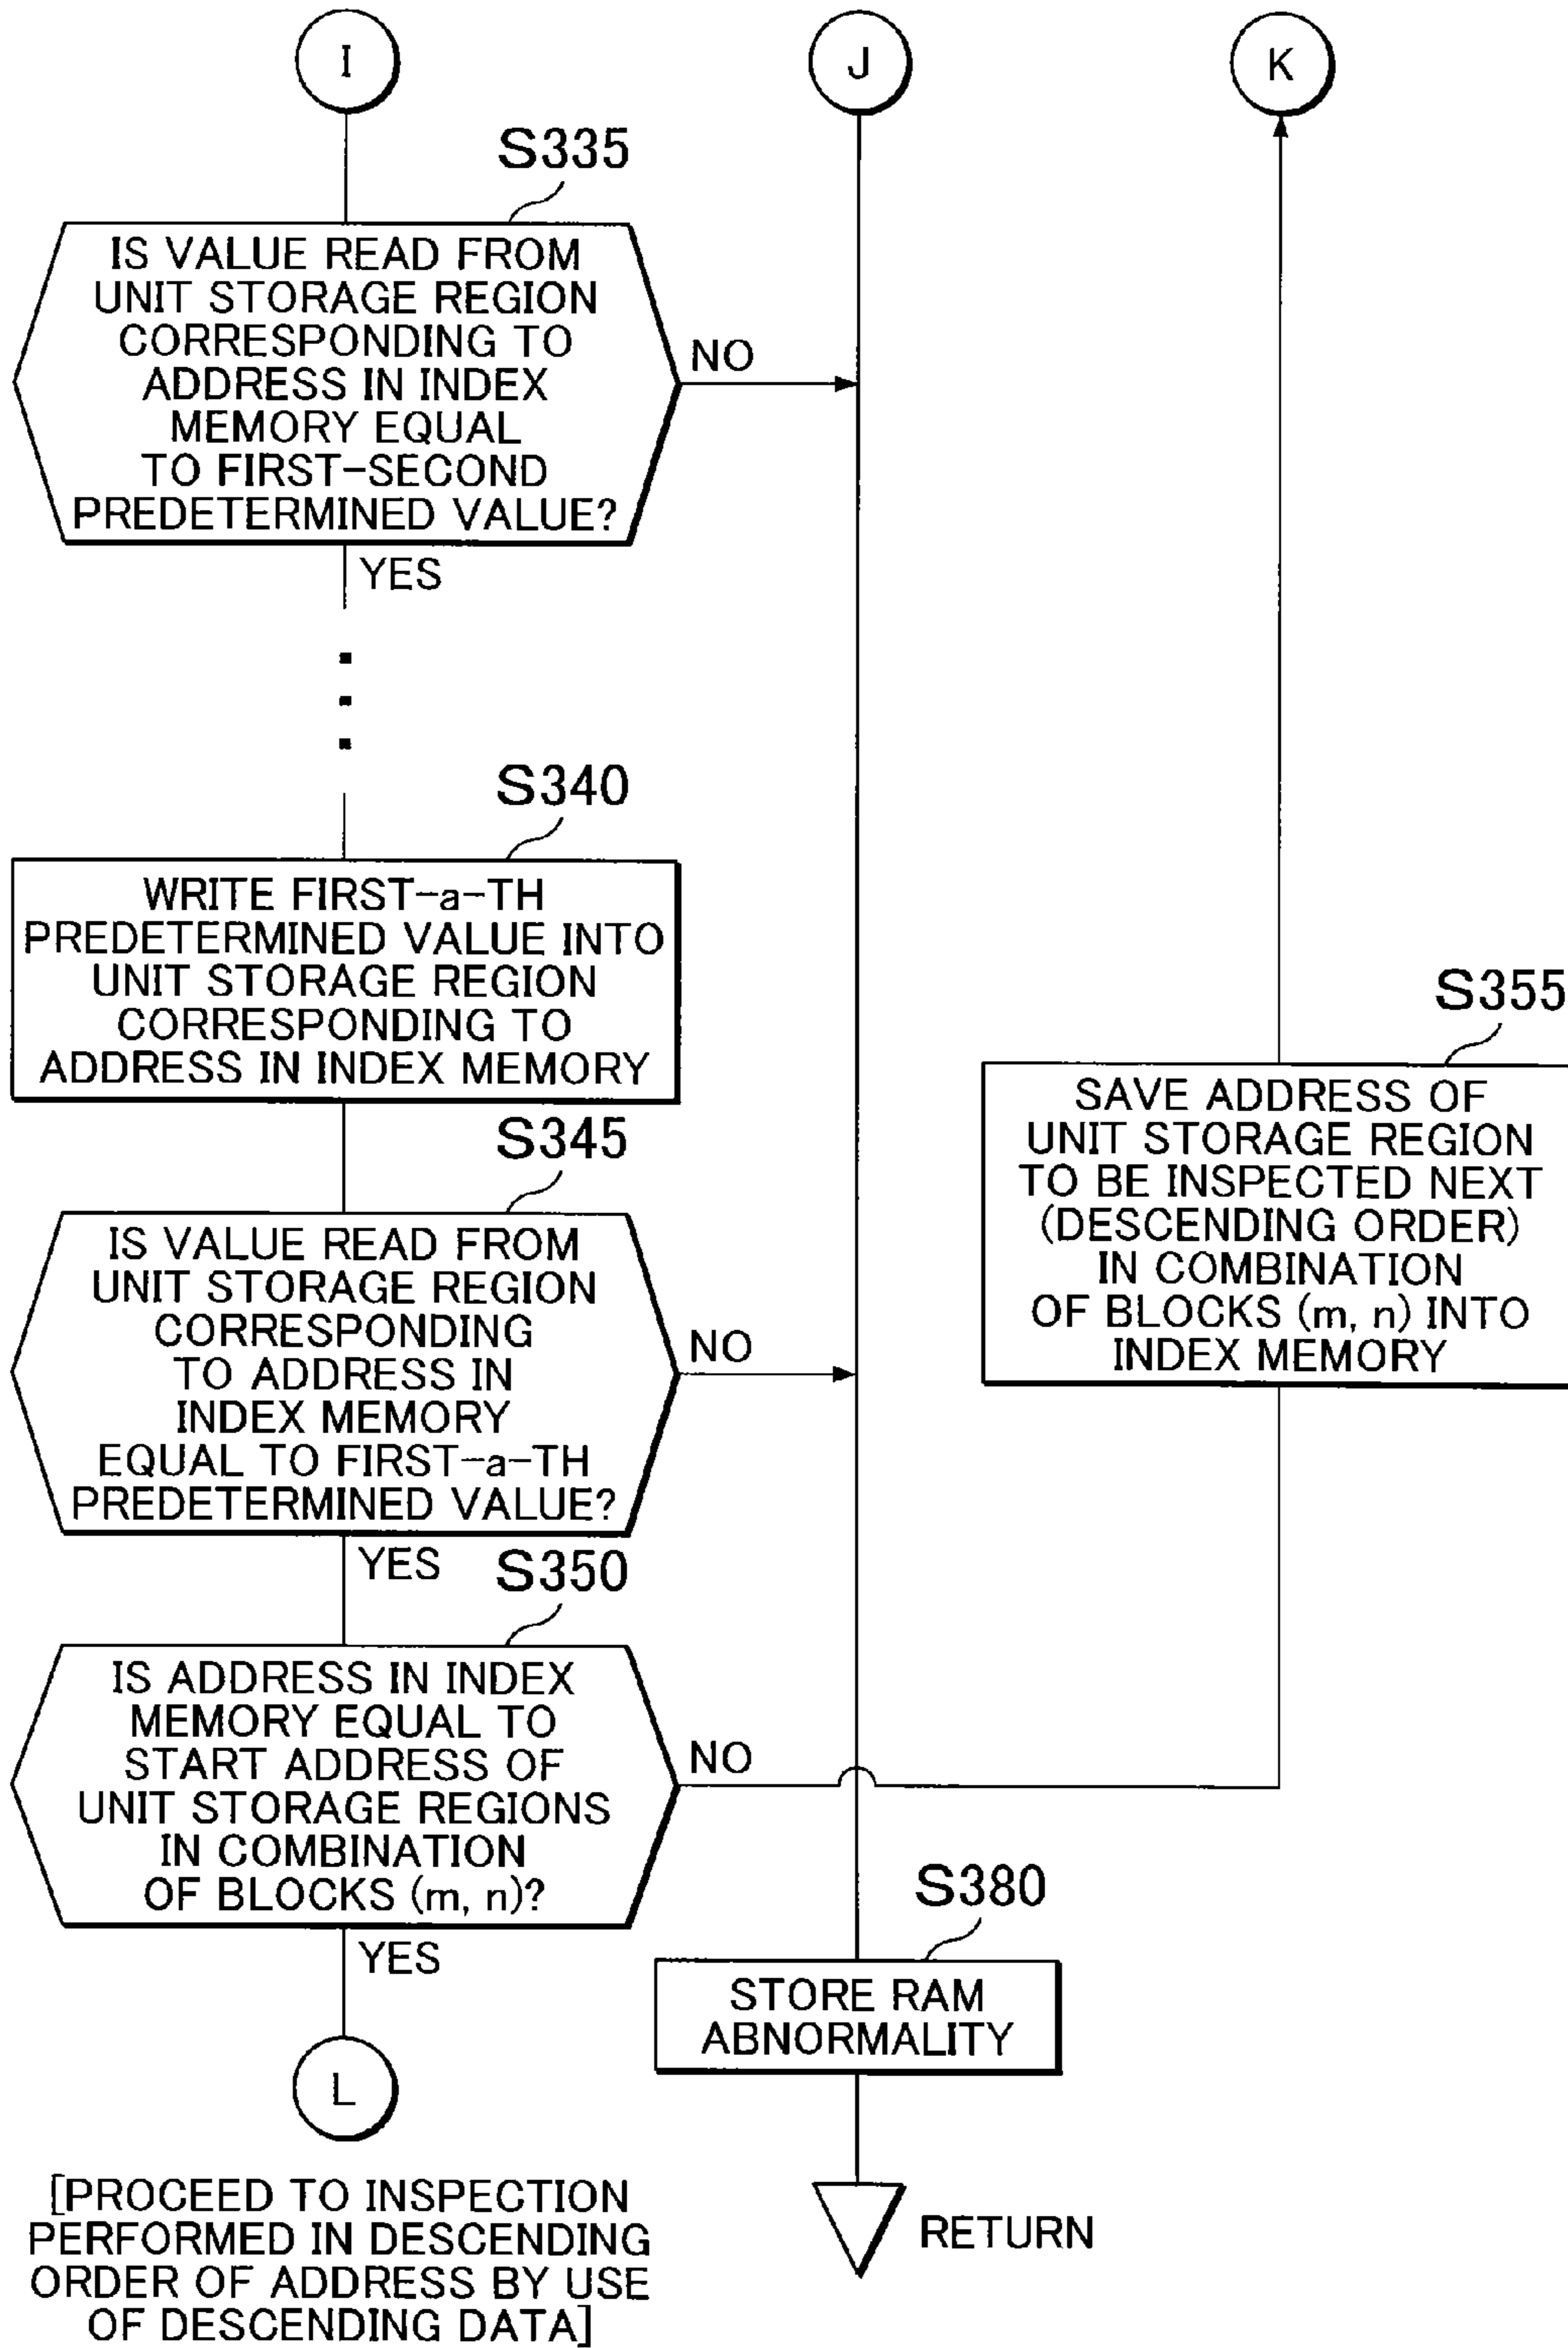 I
J
K
S335
IS VALUE READ FROM
UNIT STORAGE REGION
CORRESPONDING TO
ADDRESS IN INDEX
MEMORY EQUAL
TO FIRST-SECOND
PREDETERMINED VALUE?
NO
YES
S340
WRITE FIRST-a-TH
PREDETERMINED VALUE INTO
UNIT STORAGE REGION
CORRESPONDING TO
ADDRESS IN INDEX MEMORY
S355
SAVE ADDRESS OF
UNIT STORAGE REGION
TO BE INSPECTED NEXT
(DESCENDING ORDER)
IN COMBINATION
OF BLOCKS (m, n) INTO
INDEX MEMORY
S345
IS VALUE READ FROM
UNIT STORAGE REGION
CORRESPONDING
TO ADDRESS IN
INDEX MEMORY
EQUAL TO FIRST-a-TH
PREDETERMINED VALUE?
NO
YES
S350
IS ADDRESS IN INDEX
MEMORY EQUAL TO
START ADDRESS OF
UNIT STORAGE REGIONS
IN COMBINATION
OF BLOCKS (m, n)?
NO
YES
S380
STORE RAM
ABNORMALITY
L
RETURN
[PROCEED TO INSPECTION
PERFORMED IN DESCENDING
ORDER OF ADDRESS BY USE
OF DESCENDING DATA]